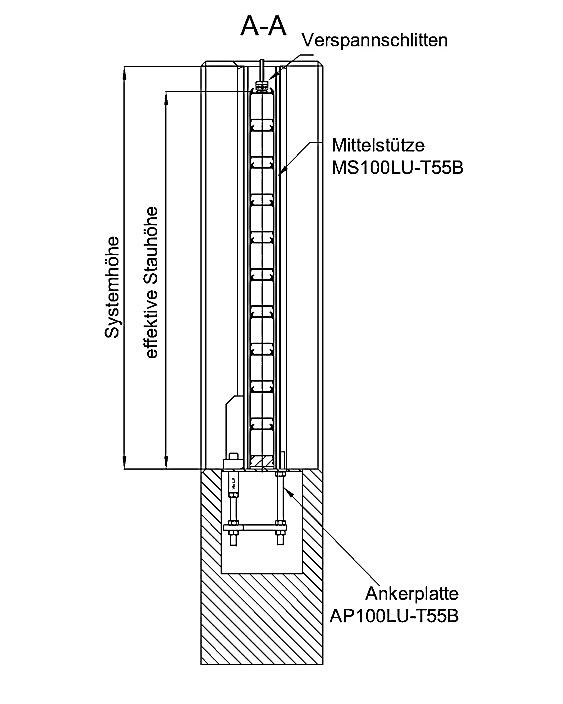 A-A
Verspannschlitten
Mittelstütze
MS100LU-T55B
Systemhöhe
effektive Stauhöhe
Ankerplatte
AP100LU-T55B